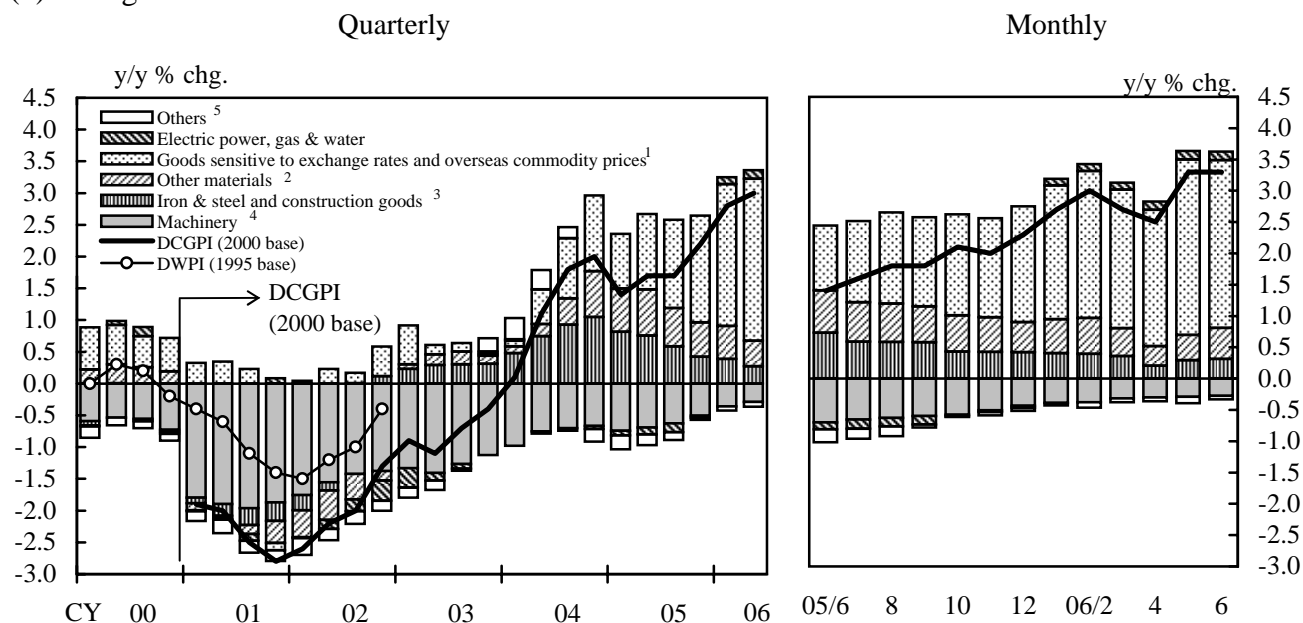 Quarterly
Monthly
y/y % chg.
y/y % chg.
4.5
4.0
3.5
3.0
2.5
2.0
1.5
1.0
0.5
0.0
-0.5
-1.0
-1.5
-2.0
-2.5
-3.0
Others 5
Electric power, gas & water
Goods sensitive to exchange rates and overseas commodity prices 1
Other materials 2
Iron & steel and construction goods 3
Machinery 4
DCGPI (2000 base)
DWPI (1995 base)
DCGPI
(2000 base)
CY 00 01 02 03 04 05 06
4.5
4.0
3.5
3.0
2.5
2.0
1.5
1.0
0.5
0.0
-0.5
-1.0
-1.5
-2.0
-2.5
-3.0
05/6 8 10 12 06/2 4 6